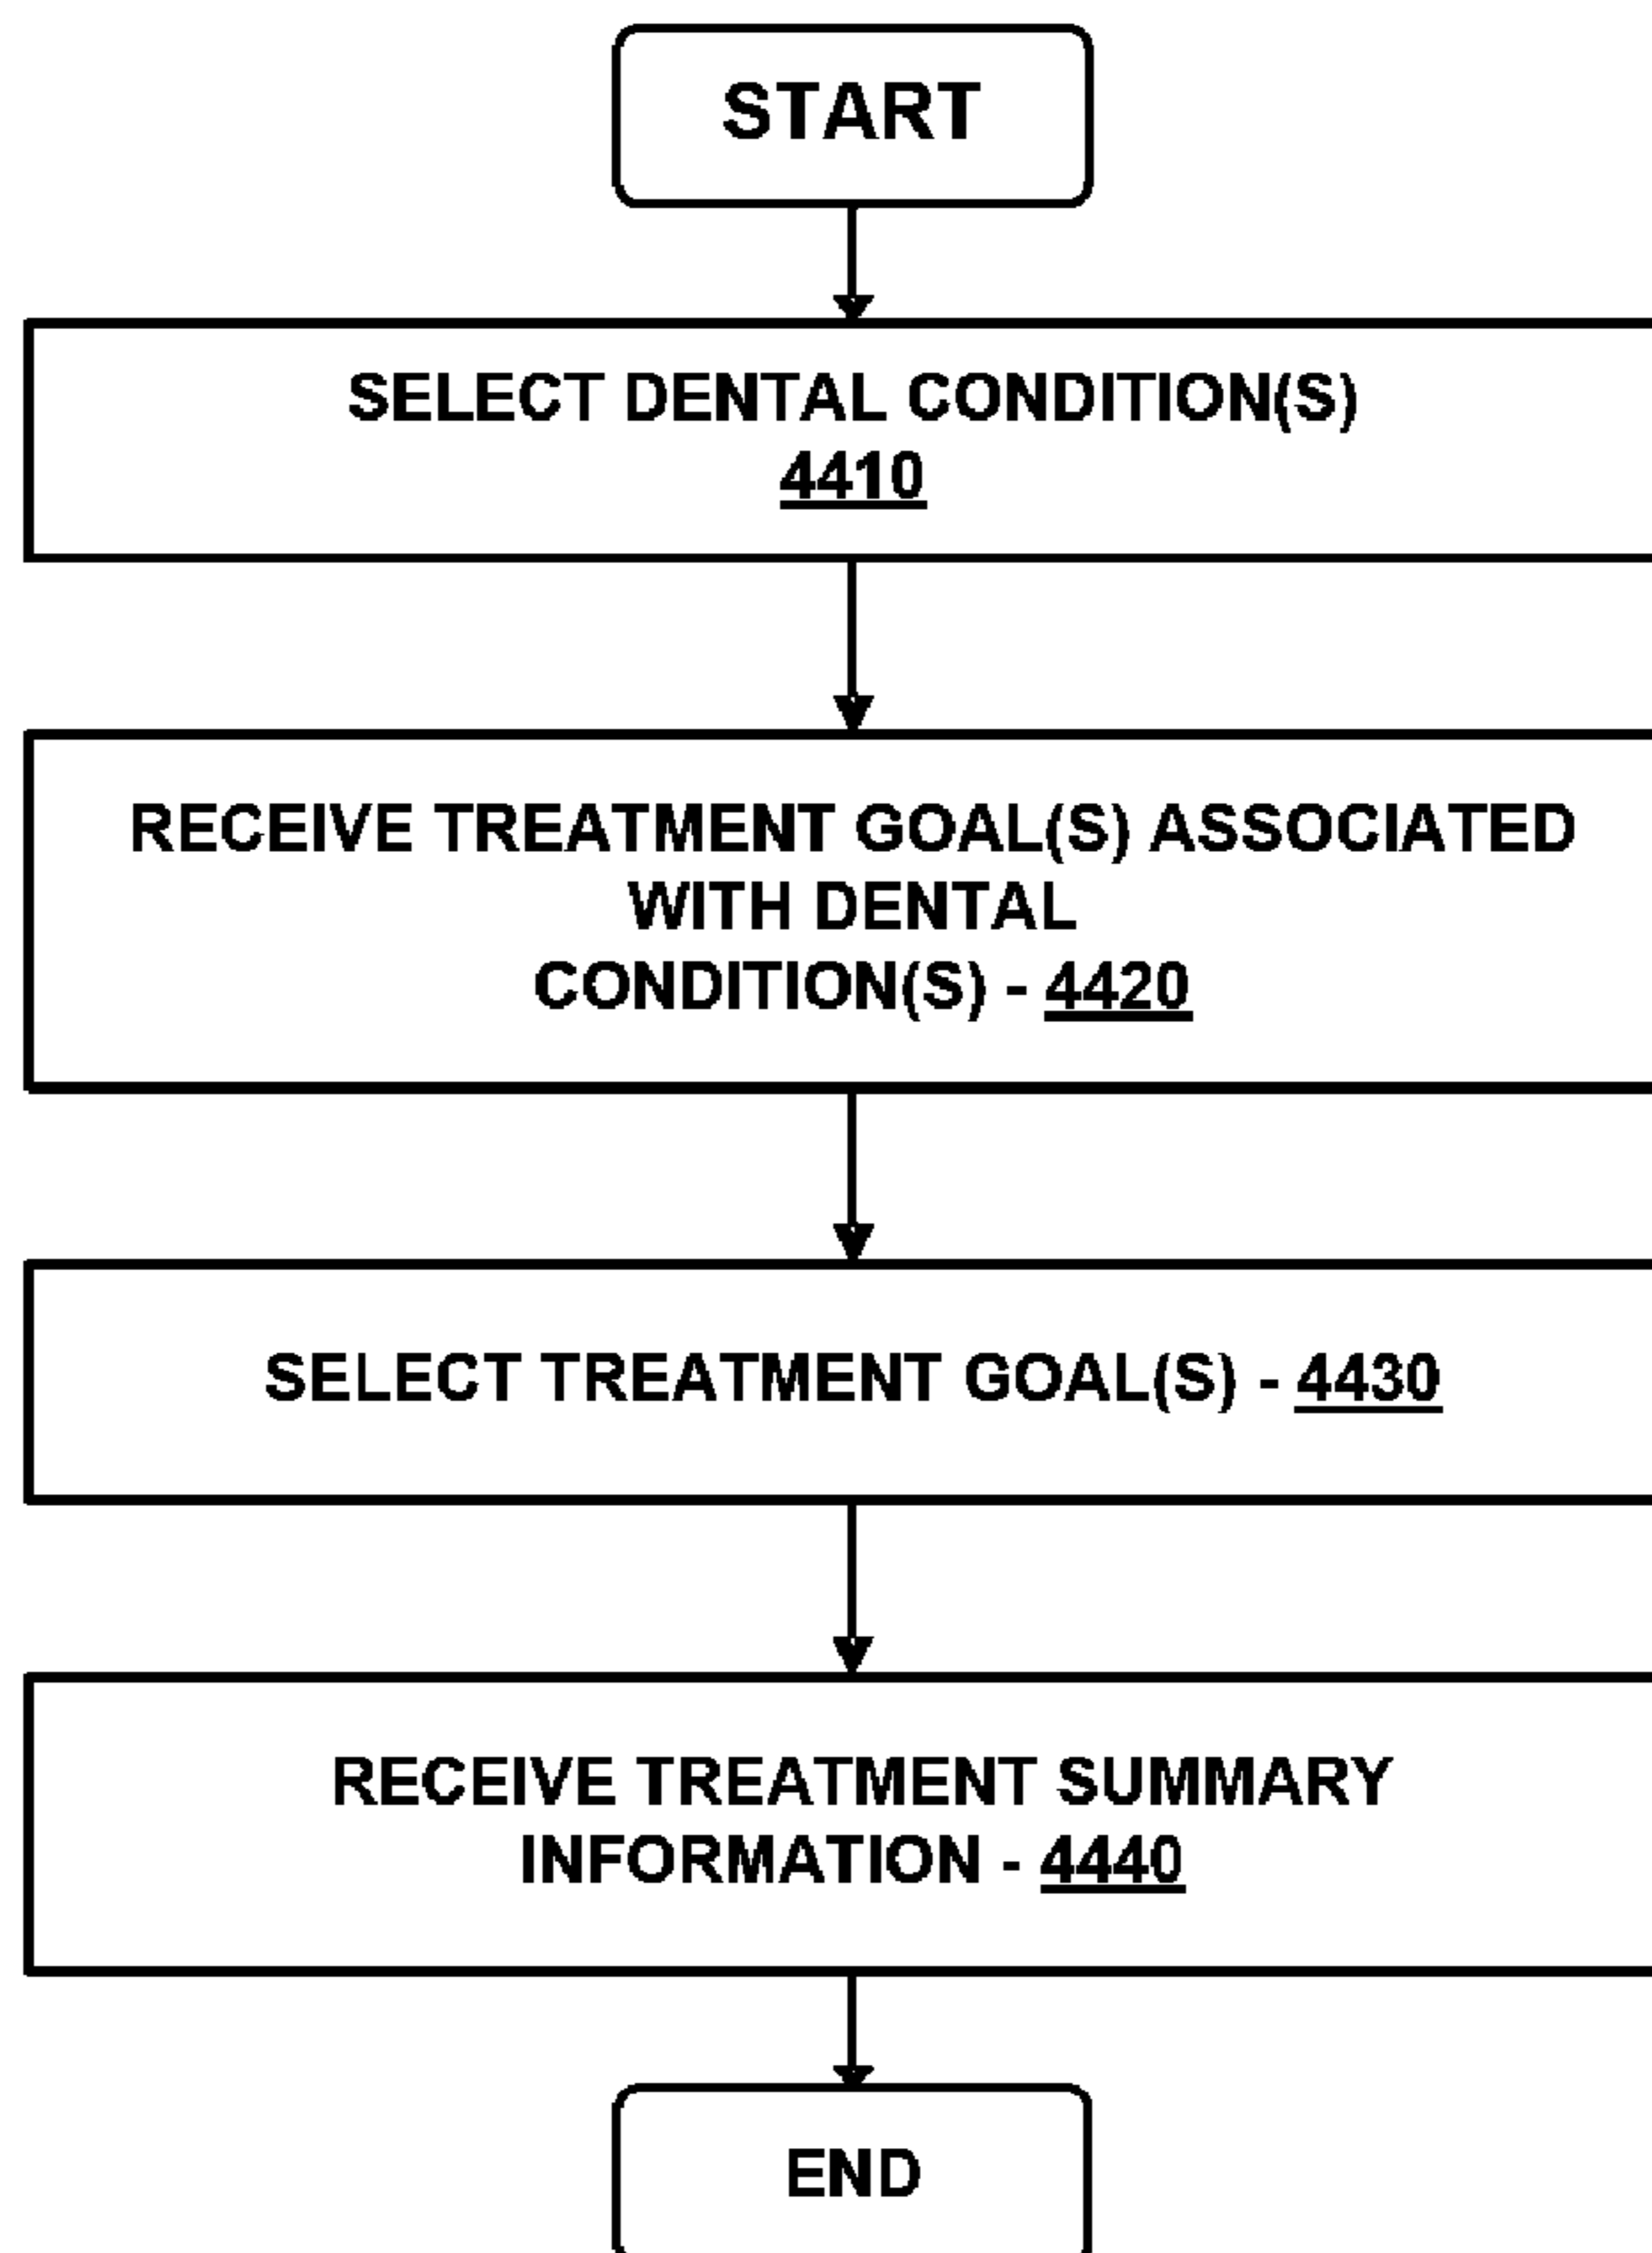 START
SELECT DENTAL CONDITION(S)
4410
RECEIVE TREATMENT GOAL(S) ASSOCIATED
WITH DENTAL
CONDITION(S) - 4420
SELECT TREATMENT GOAL(S) - 4430
RECEIVE TREATMENT SUMMARY
INFORMATION - 4440
END